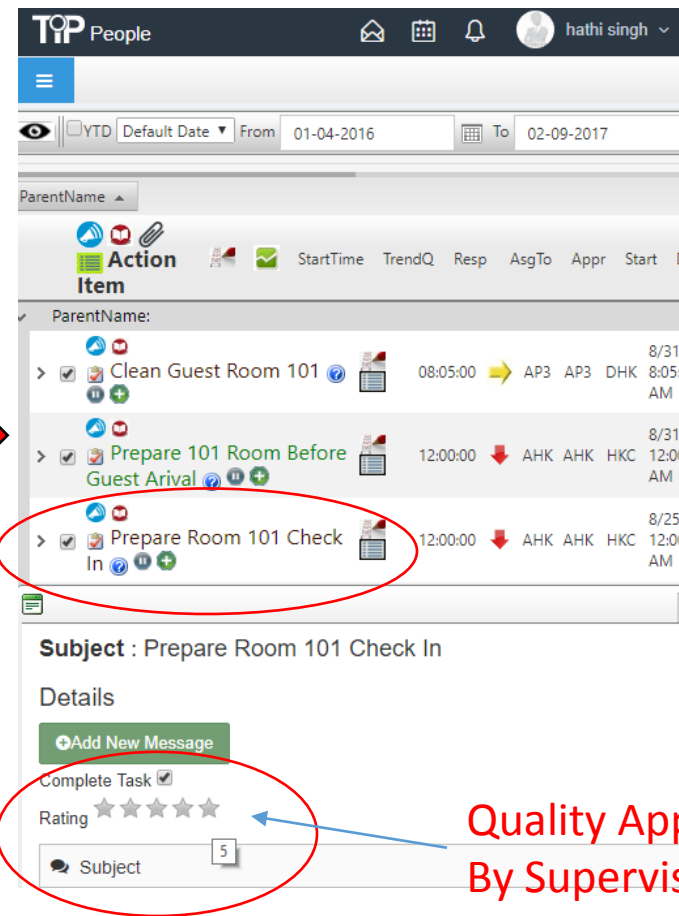 TiP People hathi singh
YTD Default Date From 01-04-2016 To 02-09-2017
ParentName
Action Item StartTime TrendQ Resp AsgTo Appr Start
ParentName:
8/31
Clean Guest Room 101 08:05:00 AP3 AP3 DHK 8:05:
AM
8/31
Prepare 101 Room Before 12:00:00 AHK AHK HKC 12:00
Guest Arival AM
8/25
Prepare Room 101 Check 12:00:00 AHK AHK HKC 12:00
In AM
Subject : Prepare Room 101 Check In
Details
Add New Message
Complete Task
Rating
5
Subject
Quality App
By Supervis